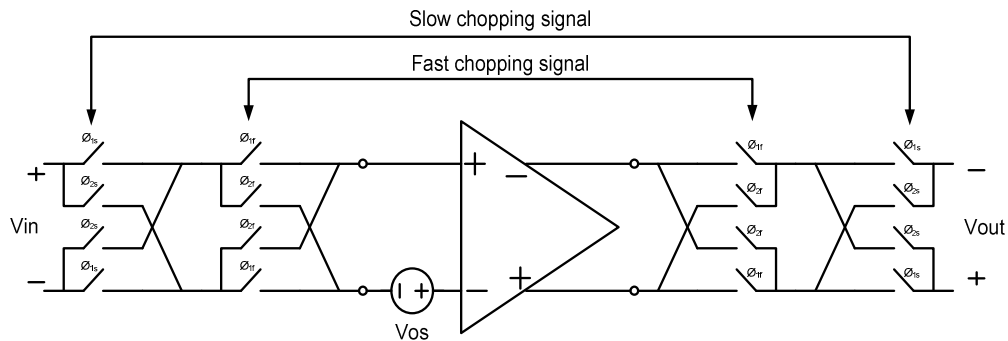 Slow chopping signal
Fast chopping signal
Ø1s Ø1f Ø1f Ø1s
+ + − −
Ø2s Ø2f Ø2f Ø2s
Vin Vout
Ø2s Ø2f Ø2f Ø2s
Ø1s Ø1f Ø1f Ø1s
− + − + +
Vos